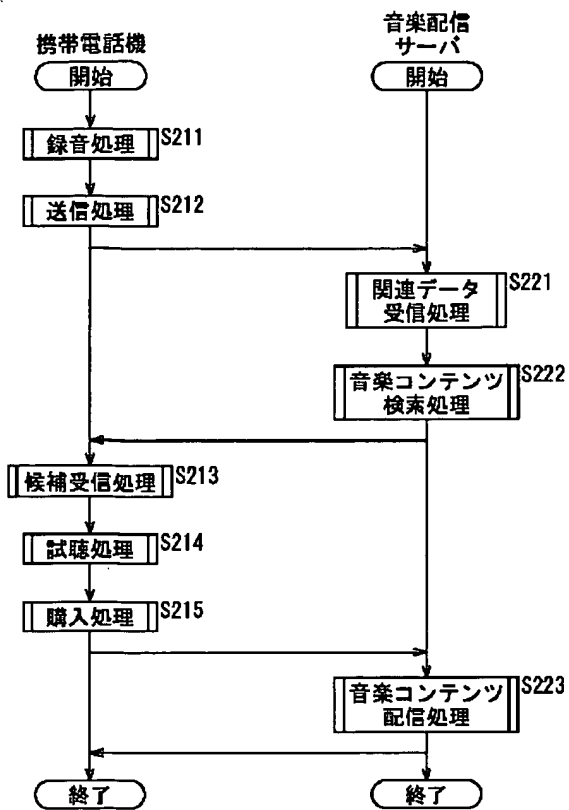 携帯電話機
音楽配信
サーバ
開始
開始
録音処理
S211
送信処理
S212
関連データ
受信処理
S221
音楽コンテンツ
検索処理
S222
候補受信処理
S213
試聴処理
S214
購入処理
S215
音楽コンテンツ
配信処理
S223
終了
終了